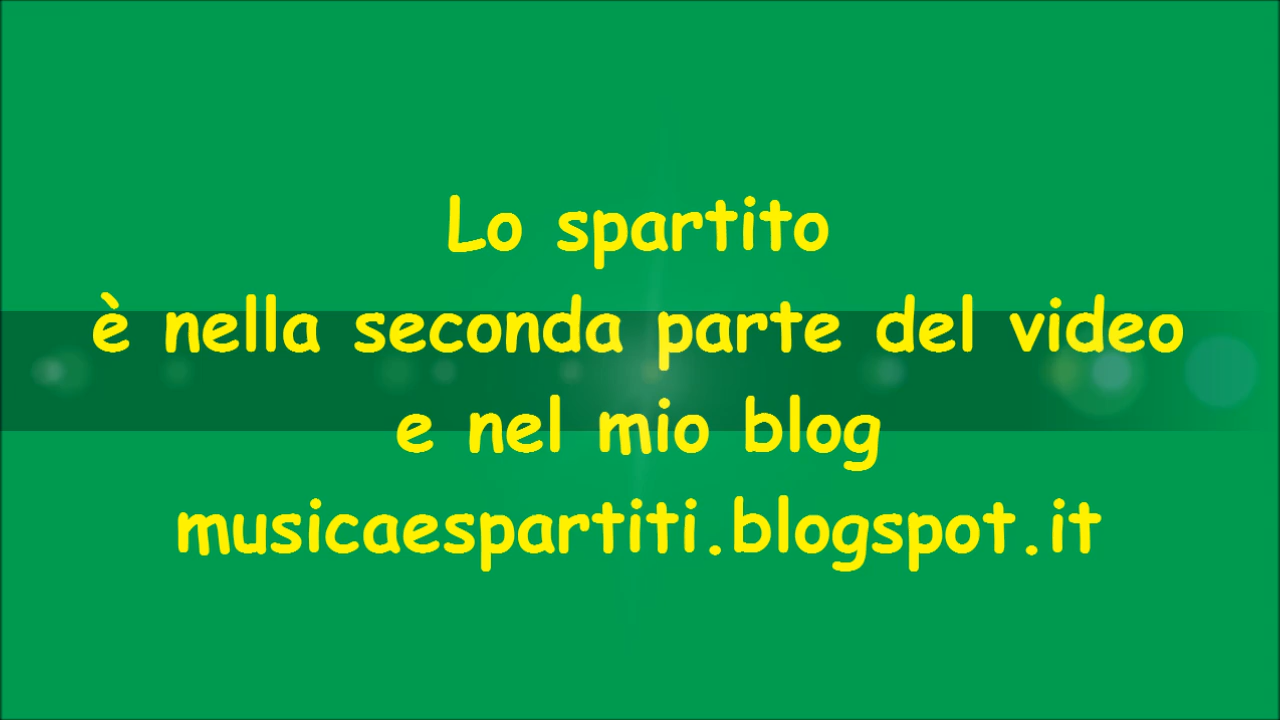 Lo spartito
è nella seconda parte del video
e nel mio blog
musicaespartiti.blogspot.it